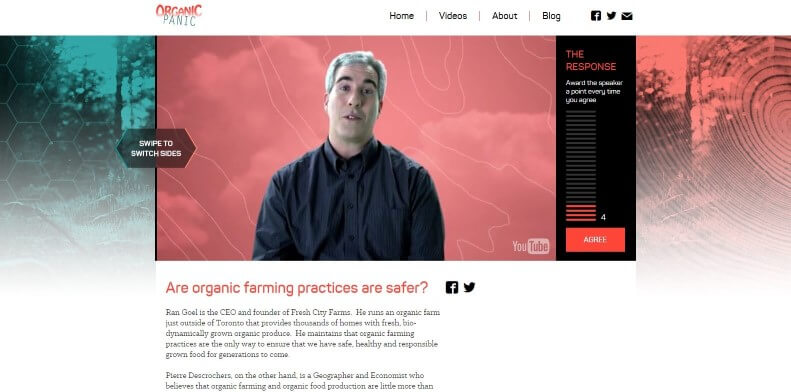 ORGANIC
PANIC
Home
Videos
About
Blog
THE
RESPONSE
Award the speaker
a point every time
you agree
SWIPE TO
SWITCH SIDES
4
AGREE
YouTube
Are organic farming practices are safer?
Ran Goel is the CEO and founder of Fresh City Farms. He runs an organic farm
just outside of Toronto that provides thousands of homes with fresh, bio-
dynamically grown organic produce. He maintains that organic farming
practices are the only way to ensure that we have safe, healthy and responsible
grown food for generations to come.
Pierre Descrochers, on the other hand, is a Geographer and Economist who
believes that organic farming and organic food production are little more than